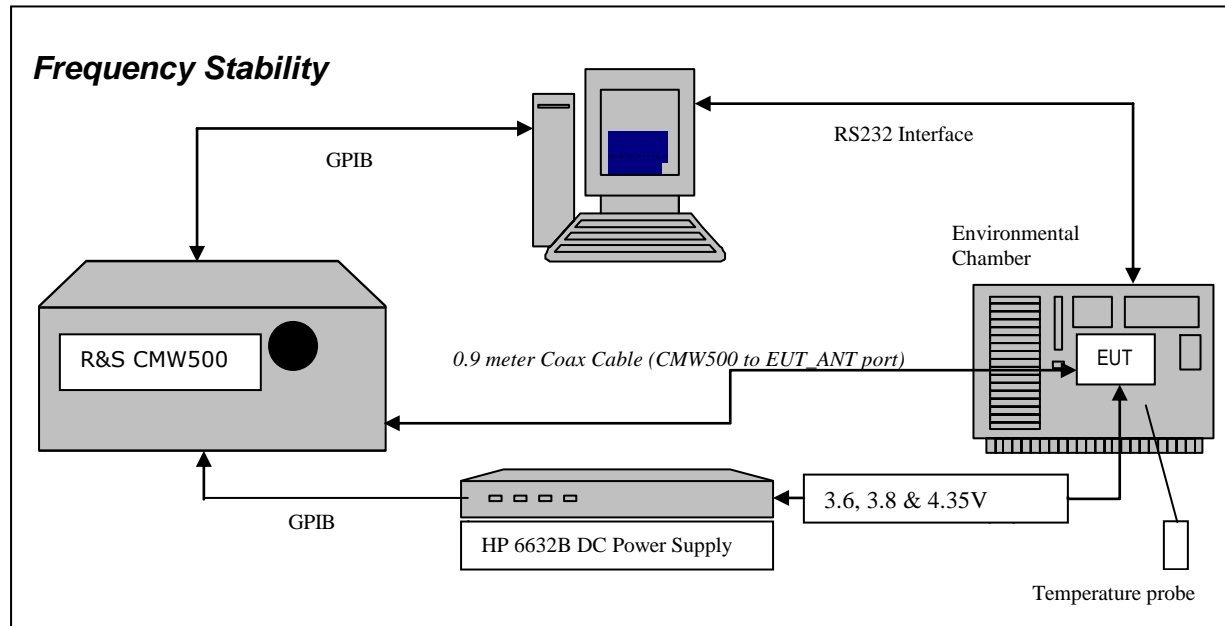 Frequency Stability
GPIB
RS232 Interface
Environmental
Chamber
R&S CMW500
0.9 meter Coax Cable (CMW500 to EUT_ANT port)
EUT
3.6, 3.8 & 4.35V
GPIB
HP 6632B DC Power Supply
Temperature probe